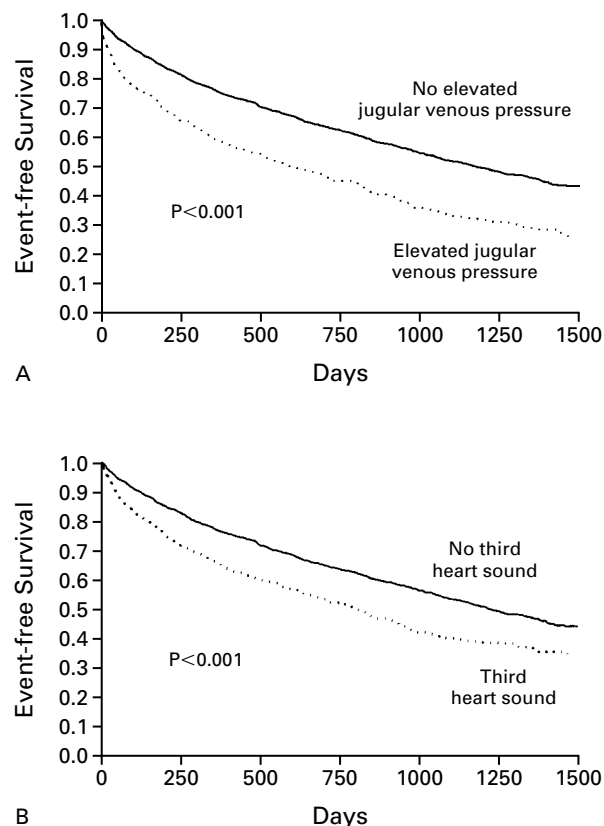 1.0
0.9
0.8
0.7
0.6
0.5
0.4
0.3
0.2
0.1
0.0
Event-free Survival
No elevated
jugular venous pressure
P<0.001
Elevated jugular
venous pressure
0 250 500 750 1000 1250 1500
A Days
1.0
0.9
0.8
0.7
0.6
0.5
0.4
0.3
0.2
0.1
0.0
Event-free Survival
No third
heart sound
P<0.001
Third
heart sound
0 250 500 750 1000 1250 1500
B Days